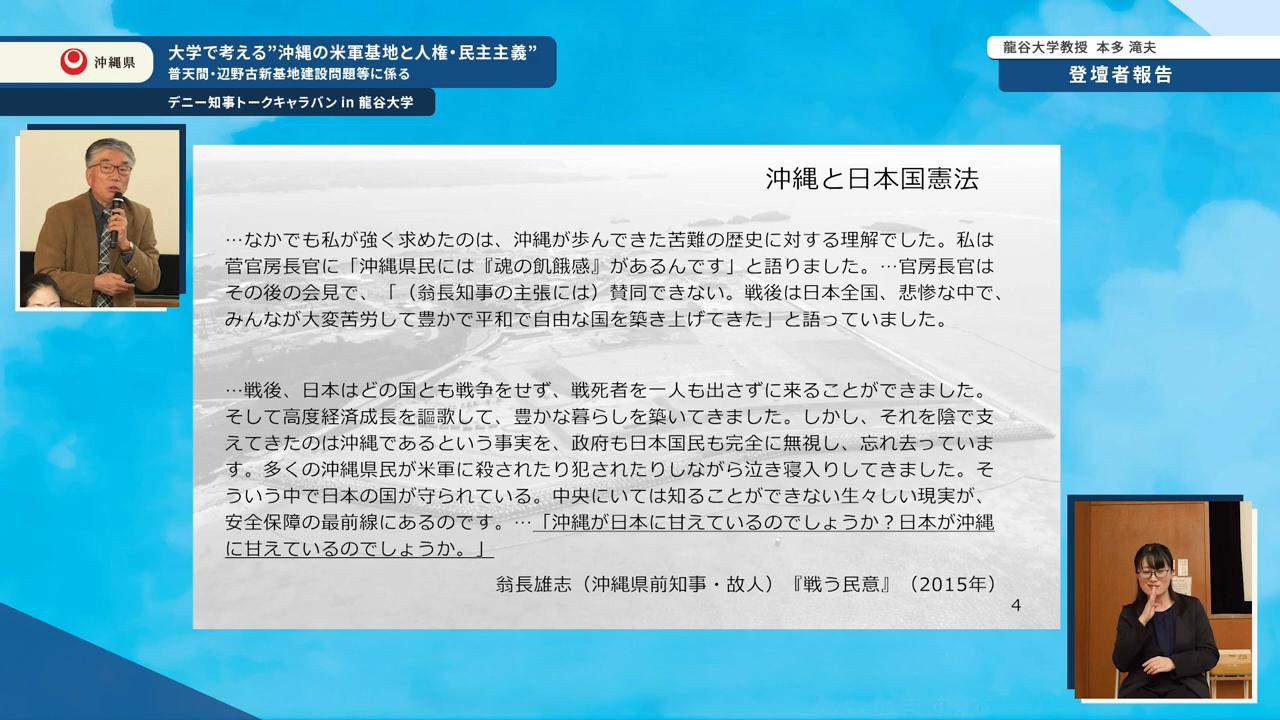 沖縄県
大学で考える”沖縄の米軍基地と人権・民主主義”
普天間・辺野古新基地建設問題等に係る
デニー知事トークキャラバン in 龍谷大学
龍谷大学教授 本多 滝夫
登壇者報告
沖縄と日本国憲法
…なかでも私が強く求めたのは、沖縄が歩んできた苦難の歴史に対する理解でした。私は
菅官房長官に「沖縄県民には『魂の飢餓感』があるんです」と語りました。…官房長官は
その後の会見で、「（翁長知事の主張には）賛同できない。戦後は日本全国、悲惨な中で、
みんなが大変苦労して豊かで平和で自由な国を築き上げてきた」と語っていました。
…戦後、日本はどの国とも戦争をせず、戦死者を一人も出さずに来ることができました。
そして高度経済成長を謳歌して、豊かな暮らしを築いてきました。しかし、それを陰で支
えてきたのは沖縄であるという事実を、政府も日本国民も完全に無視し、忘れ去っていま
す。多くの沖縄県民が米軍に殺されたり犯されたりしながら泣き寝入りしてきました。そ
ういう中で日本の国が守られている。中央にいては知ることができない生々しい現実が、
安全保障の最前線にあるのです。…「沖縄が日本に甘えているのでしょうか？日本が沖縄
に甘えているのでしょうか。」
翁長雄志（沖縄県前知事・故人）『戦う民意』（2015年）
4